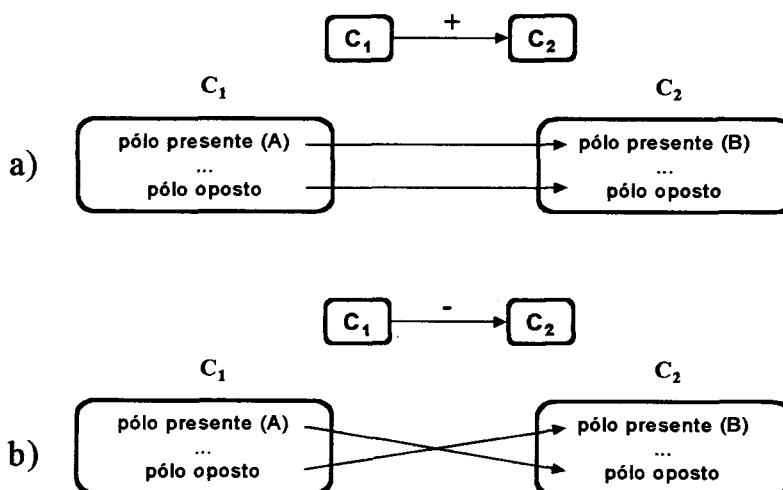 C₁ + C₂
C₁ C₂
a)
pólo presente (A) pólo presente (B)
... ...
pólo oposto pólo oposto
C₁ - C₂
C₁ C₂
b)
pólo presente (A) pólo presente (B)
... ...
pólo oposto pólo oposto